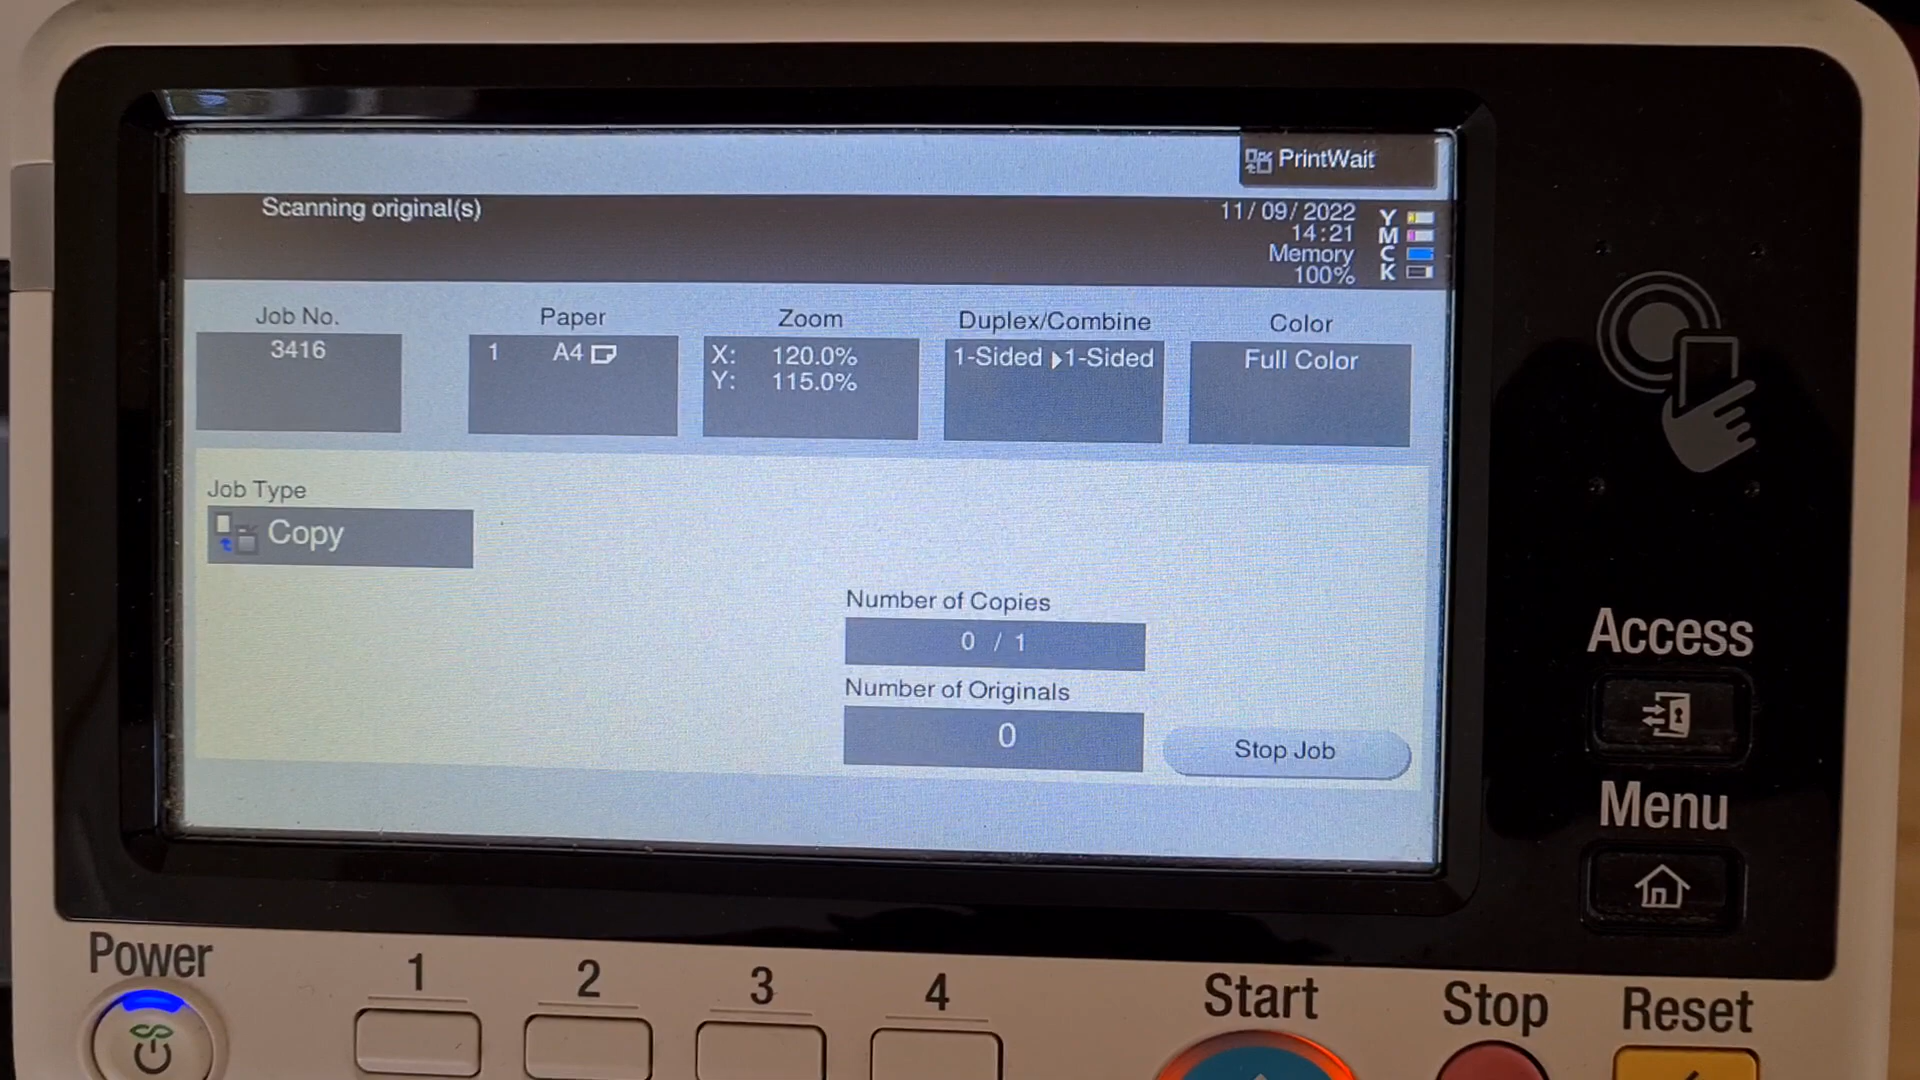 PrintWait
Scanning original(s)
11/09/2022
14:21
Memory
100%
Y
M
C
K
Job No.
3416
Paper
1 A4
Zoom
X: 120.0%
Y: 115.0%
Duplex/Combine
1-Sided 1-Sided
Color
Full Color
Job Type
Copy
Number of Copies
0 / 1
Number of Originals
0
Stop Job
Access
Menu
Power
1
2
3
4
Start
Stop
Reset